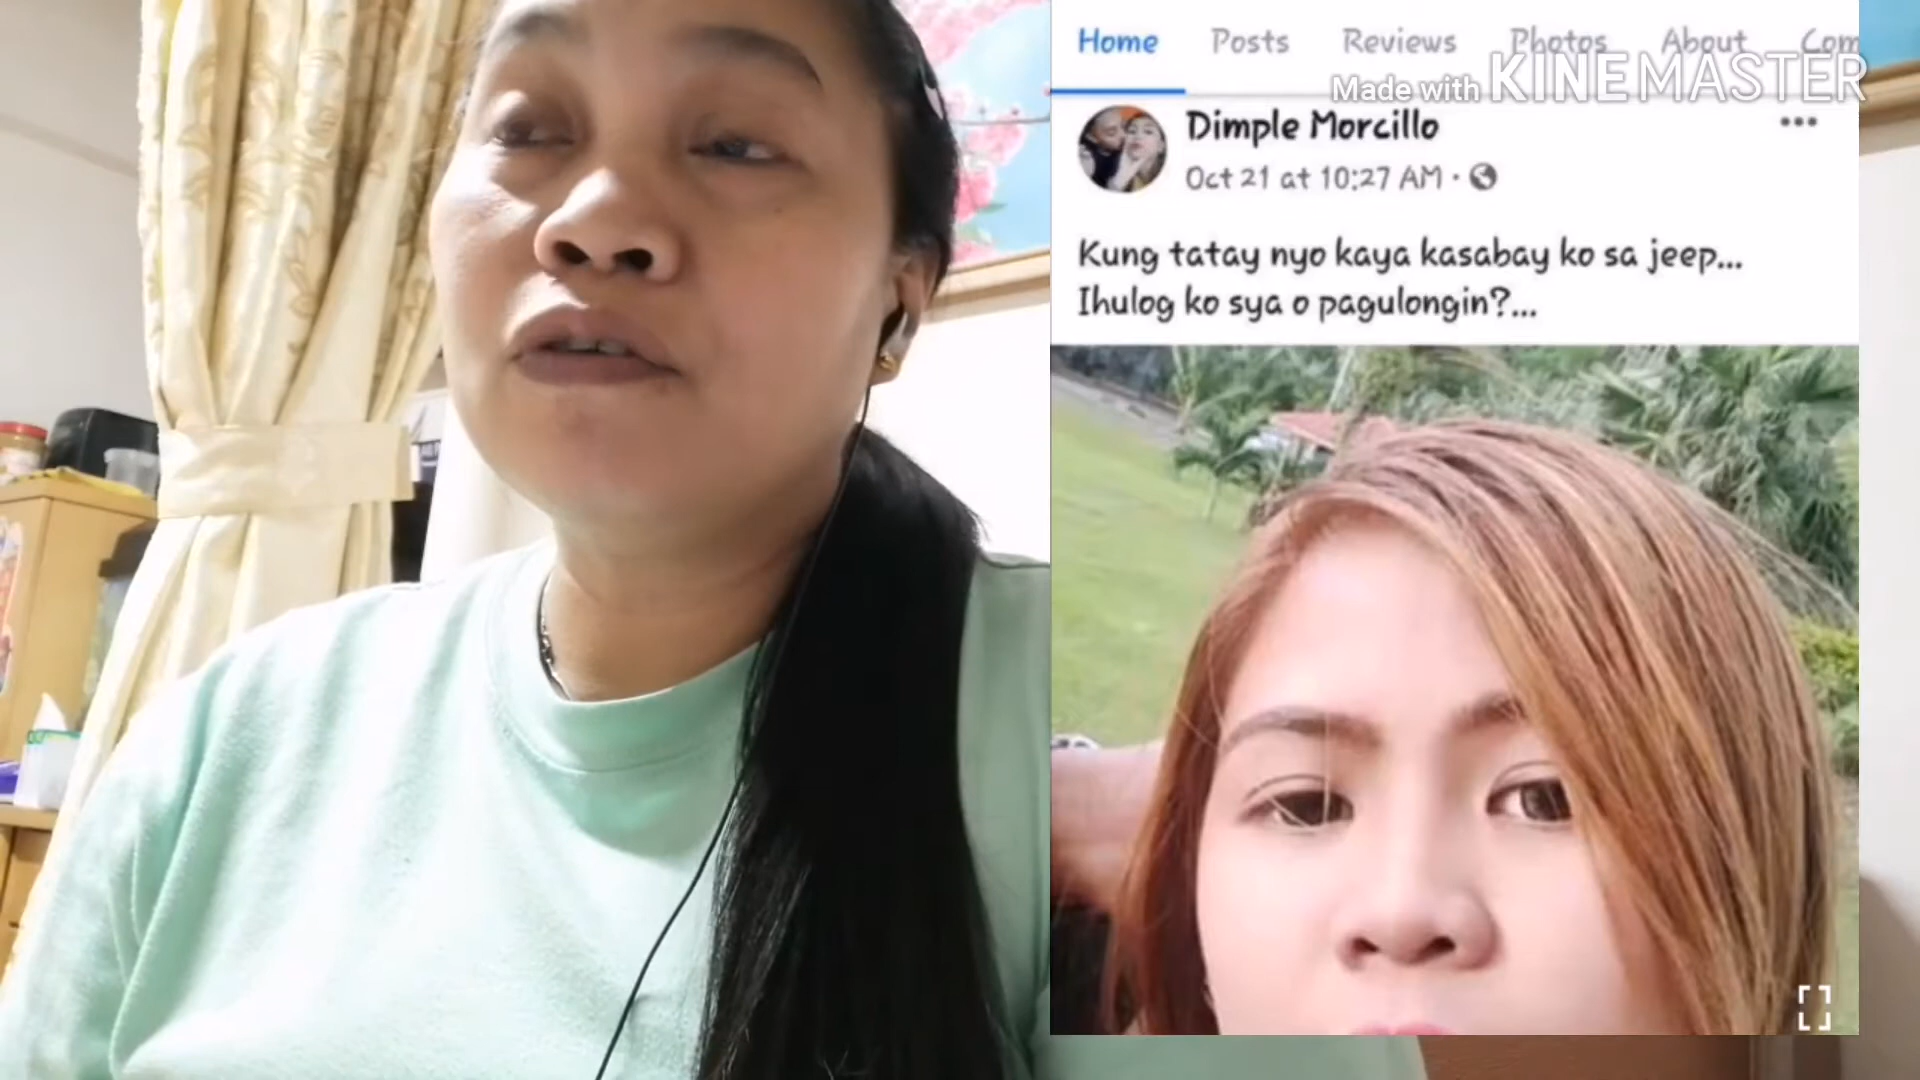 Home Posts Reviews Photos About Com
Made with KINEMASTER
Dimple Morcillo
Oct 21 at 10:27 AM ·
Kung tatay nyo kaya kasabay ko sa jeep...
Ihulog ko sya o pagulongin?...